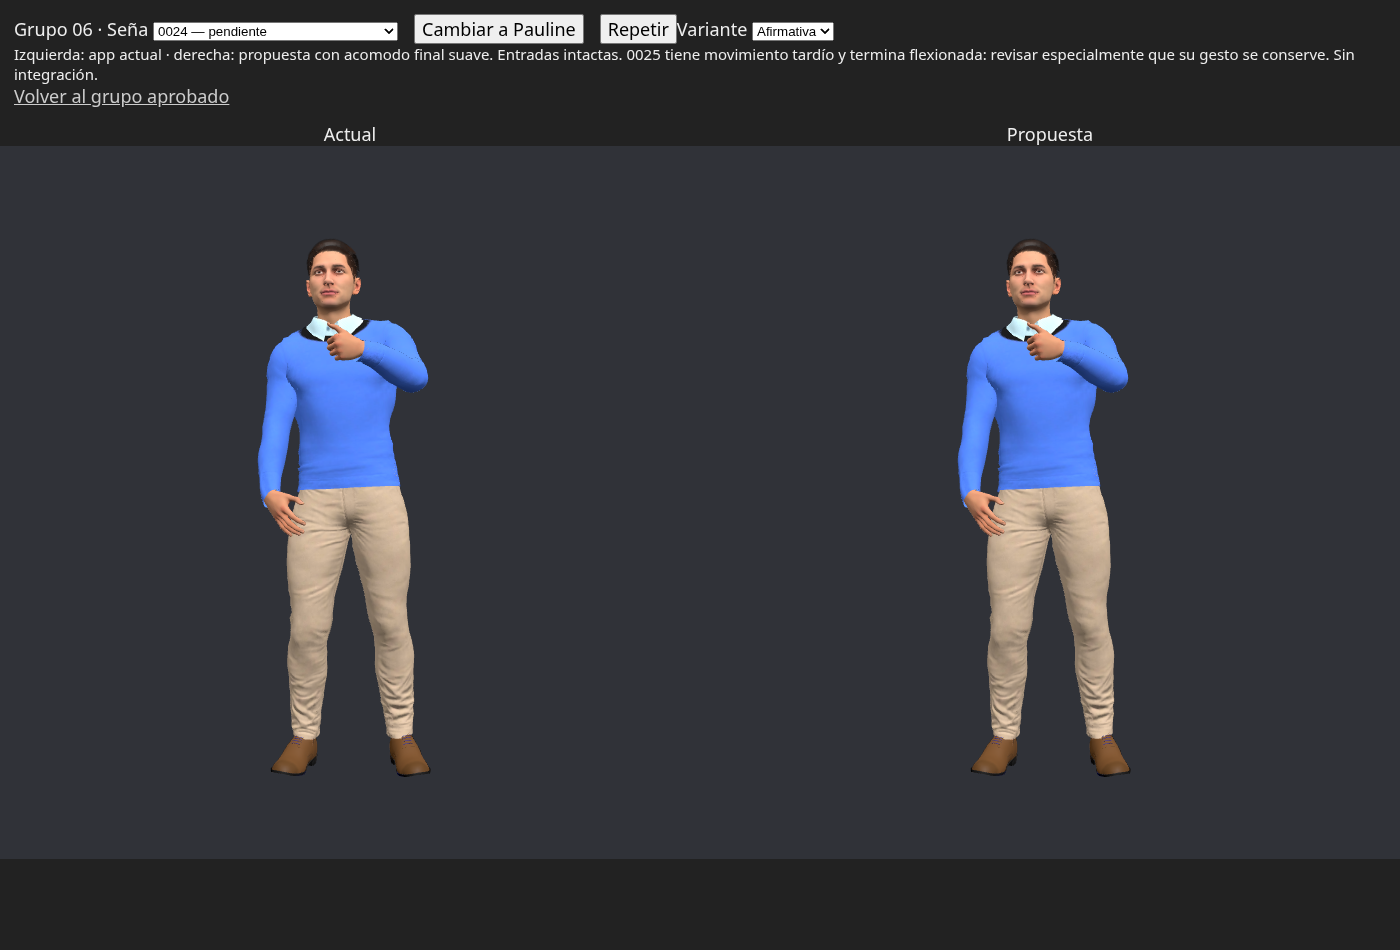 Grupo 06 · Seña 0024 — pendiente Cambiar a Pauline Repetir Variante Afirmativa
Izquierda: app actual · derecha: propuesta con acomodo final suave. Entradas intactas. 0025 tiene movimiento tardío y termina flexionada: revisar especialmente que su gesto se conserve. Sin
integración.
Volver al grupo aprobado
Actual Propuesta